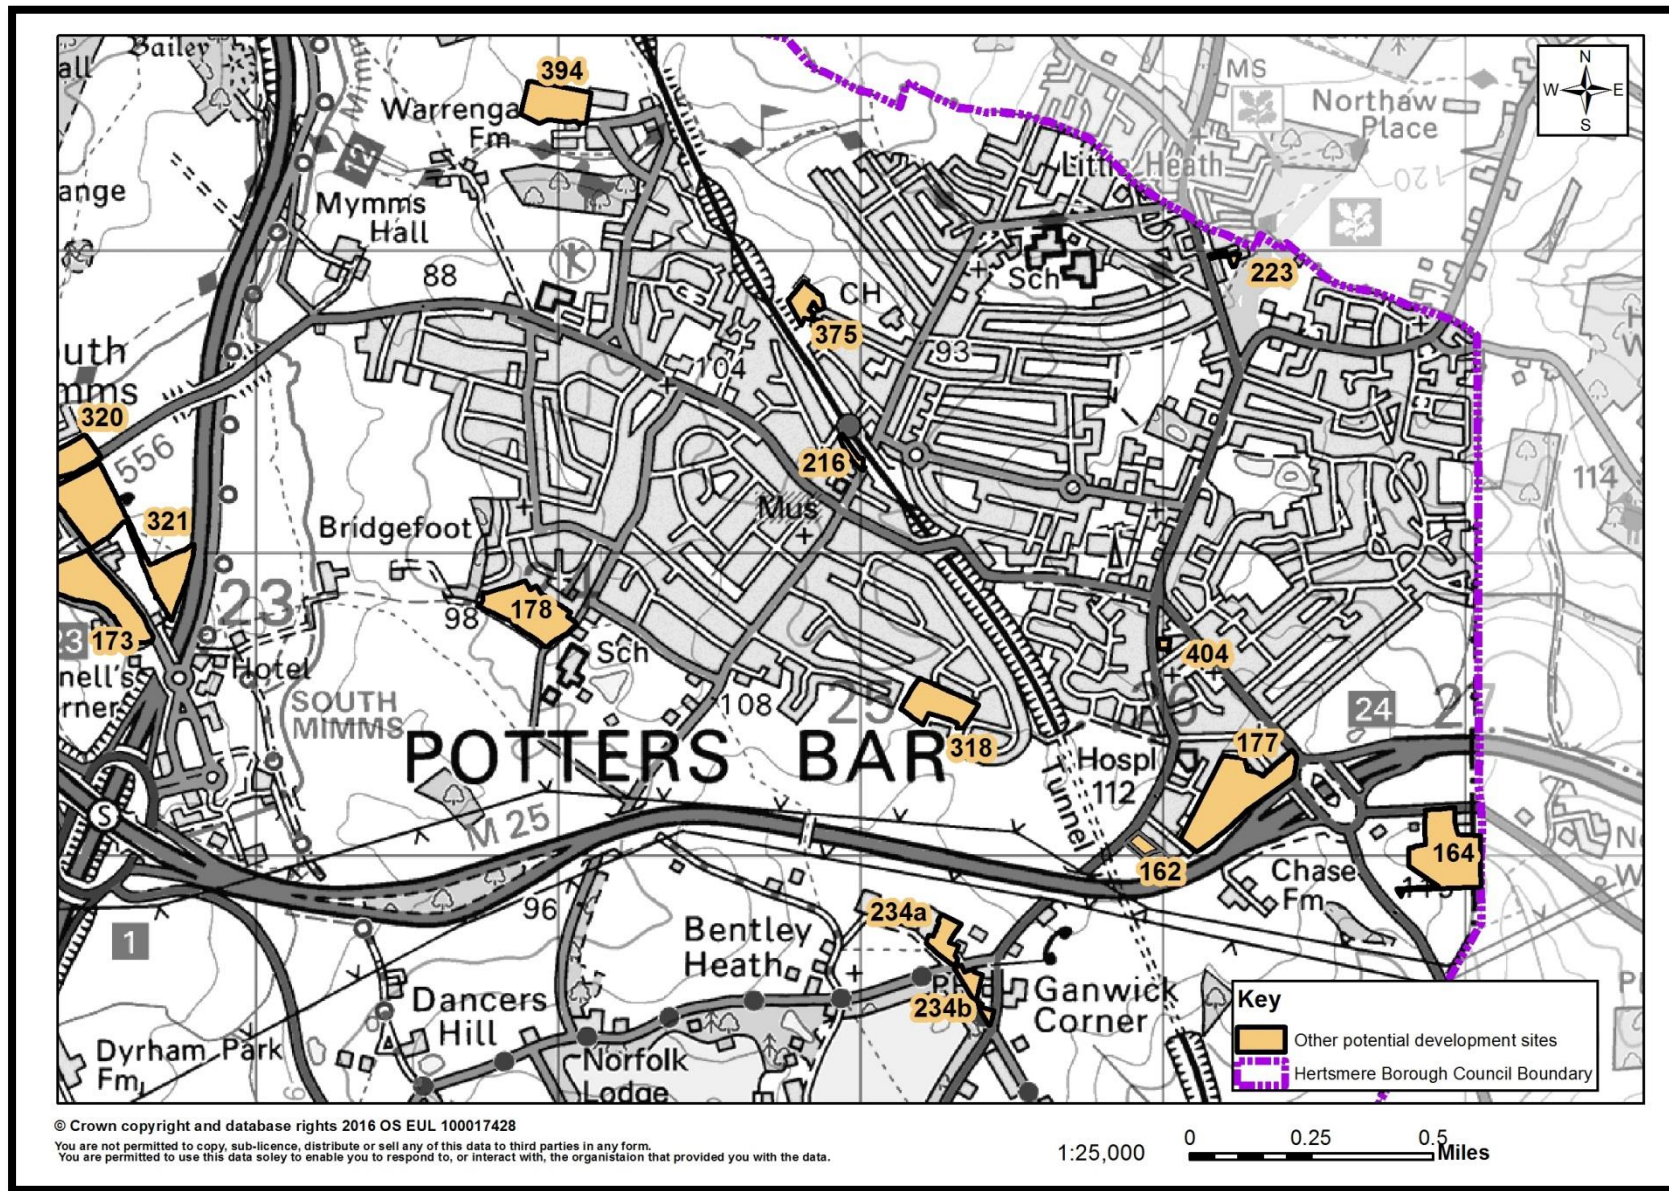 Bailey
all
394
MS
N
W E
S
Warrenga
Fm
Northaw
Place
Mimm
12
Little Heath
120
ange
Mymms
Hall
88
Sch
223
CH
375
93
104
uth
mms
320
556
216
Mus
114
321
Bridgefoot
23
178
98
173
23
Sch
404
nell's
orner
Hotel
SOUTH
MIMMS
108
25
26
24
27
318
177
POTTERS BAR
Hospl
112
Tunnel
S
M 25
162
164
Chase
Fm
96
234a
1
Bentley
Heath
234b
Ganwick
Corner
Dancers
Hill
Norfolk
Lodge
Dyrham Park
Fm
Key
Other potential development sites
Hertsmere Borough Council Boundary
© Crown copyright and database rights 2016 OS EUL 100017428
You are not permitted to copy, sub-licence, distribute or sell any of this data to third parties in any form.
You are permitted to use this data soley to enable you to respond to, or interact with, the organistaion that provided you with the data.
1:25,000
0 0.25 0.5
Miles